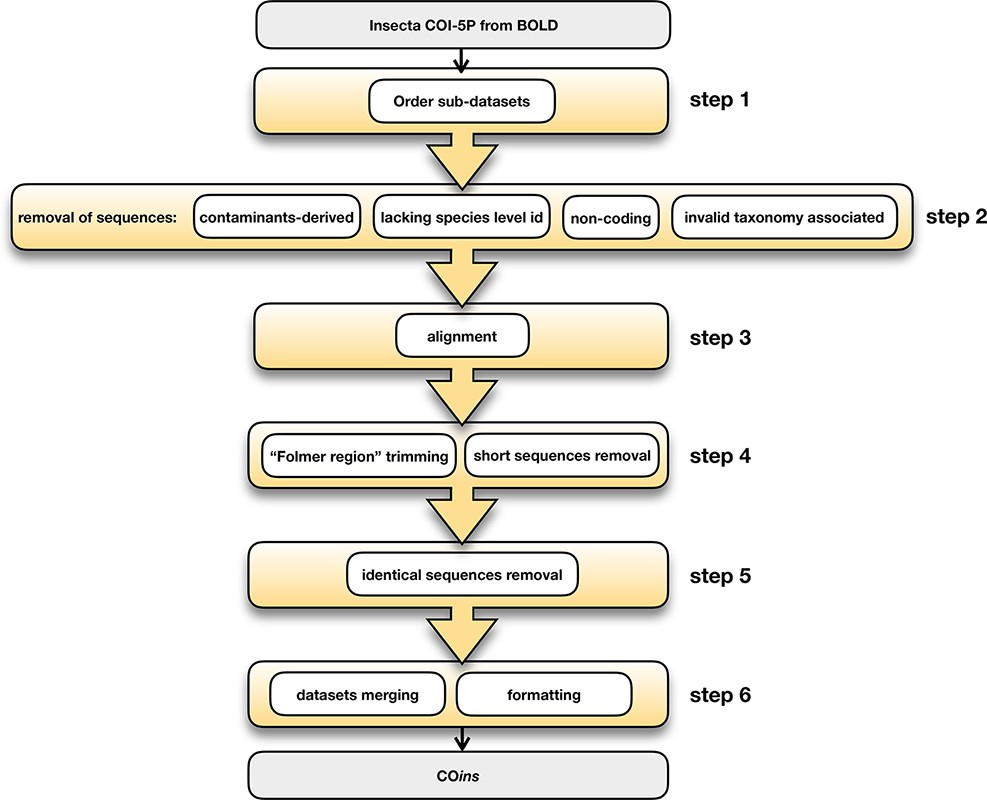 Insecta COI-5P from BOLD
Order sub-datasets
step 1
removal of sequences: contaminants-derived lacking species level id non-coding invalid taxonomy associated
step 2
alignment
step 3
“Folmer region” trimming short sequences removal
step 4
identical sequences removal
step 5
datasets merging formatting
step 6
COins